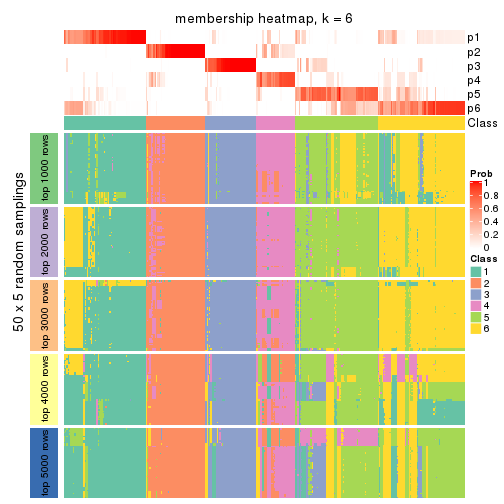 membership heatmap, k = 6
p1
p2
p3
p4
p5
p6
Class
50 x 5 random samplings
top 1000 rows
top 2000 rows
top 3000 rows
top 4000 rows
top 5000 rows
Prob
1
0.8
0.6
0.4
0.2
0
Class
1
2
3
4
5
6